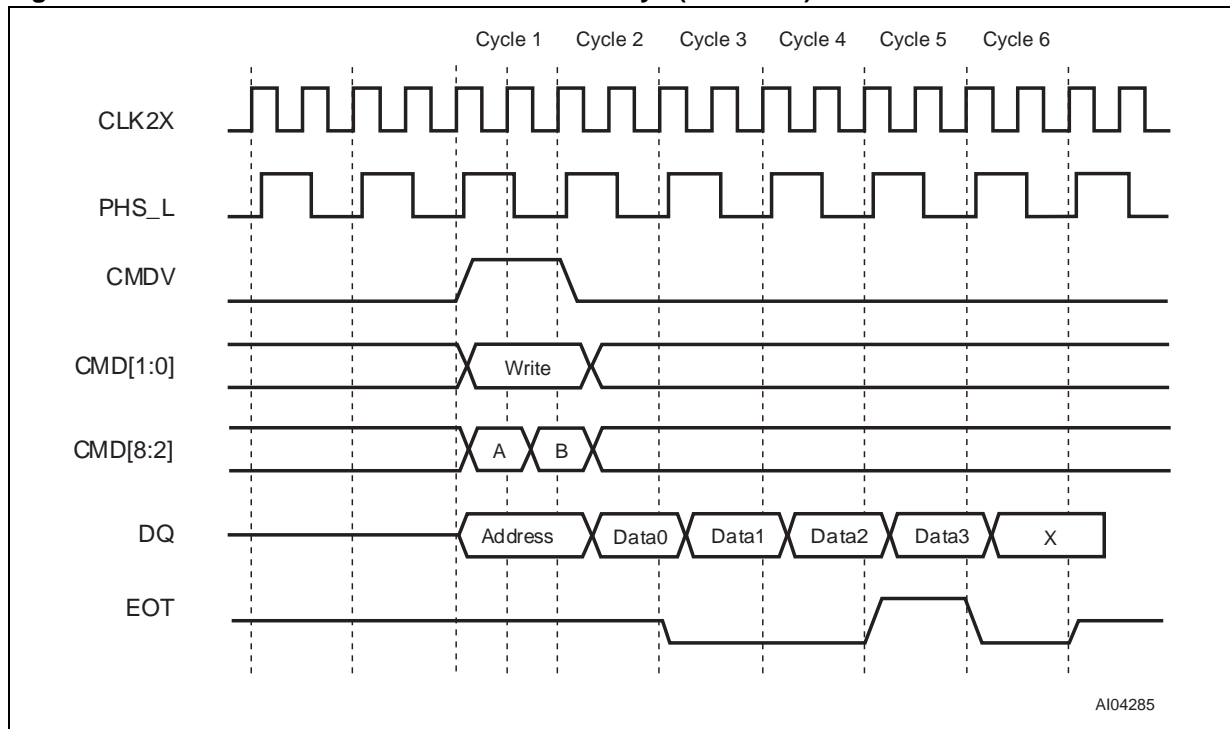 Cycle 1 Cycle 2 Cycle 3 Cycle 4 Cycle 5 Cycle 6
CLK2X
PHS_L
CMDV
CMD[1:0] Write
CMD[8:2] A B
DQ Address Data0 Data1 Data2 Data3 X
EOT
AI04285